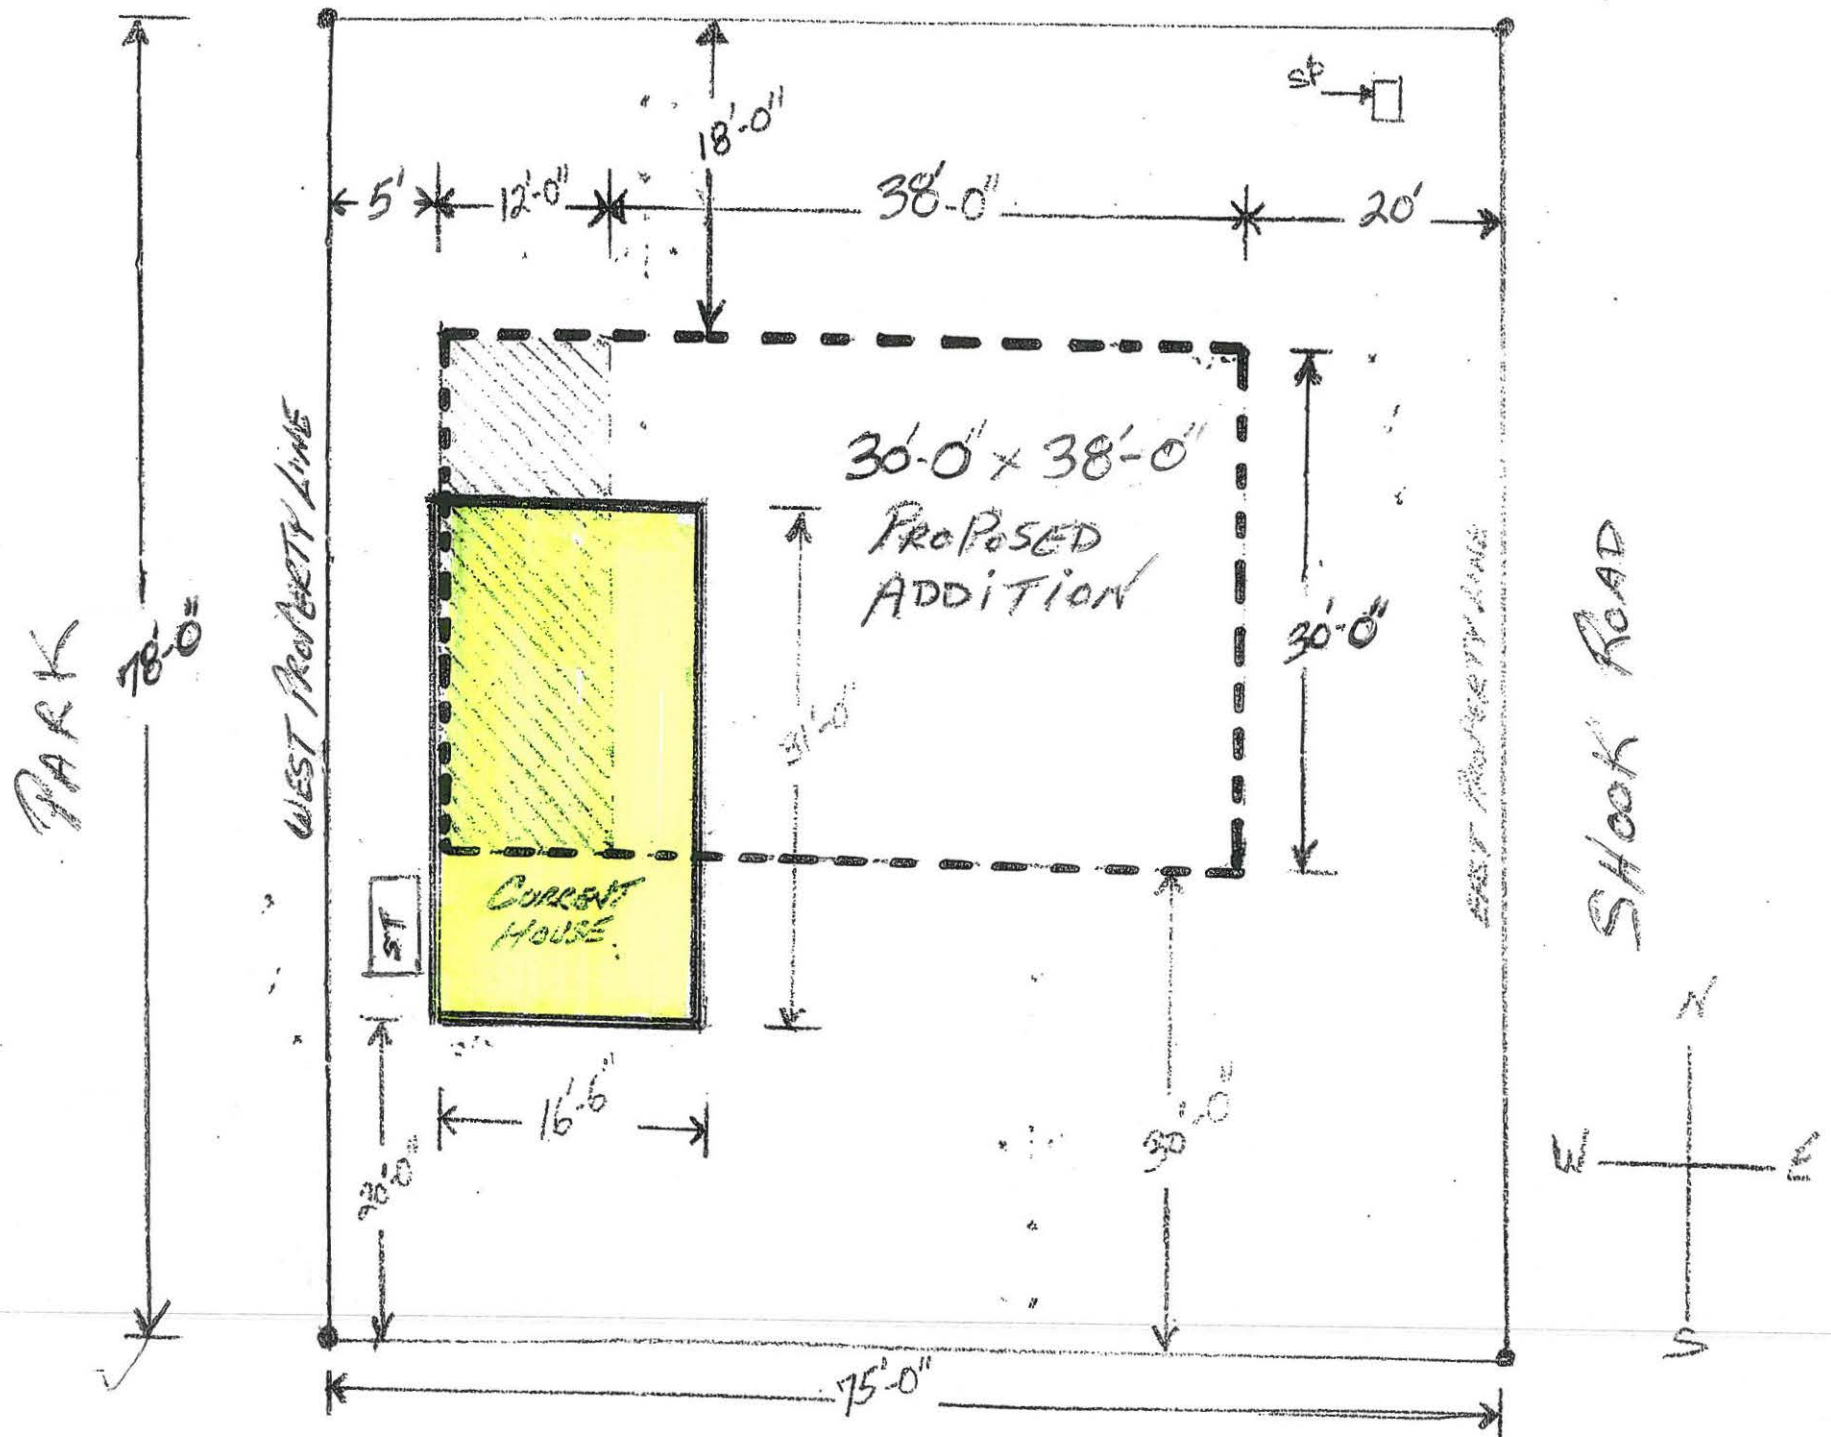 SP
18'-0"
5'
12'-0"
38'-0"
20'
30'-0" x 38'-0"
PROPOSED
ADDITION
PARK
78'-0"
WEST PROPERTY LINE
31'-0"
30'-0"
EAST PROPERTY LINE
SHOOK ROAD
CURRENT
HOUSE
ST
16'-6"
30'-0"
N
W
E
S
75'-0"